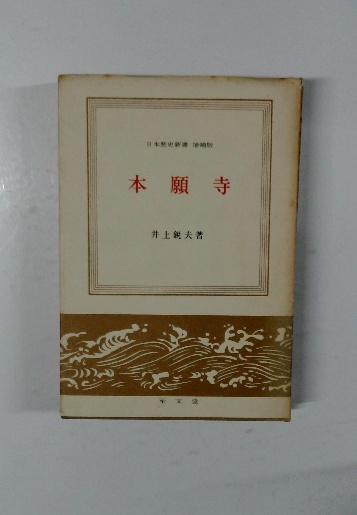 日本歴史新書 増補版
本願寺
井上鋭夫著
至文堂